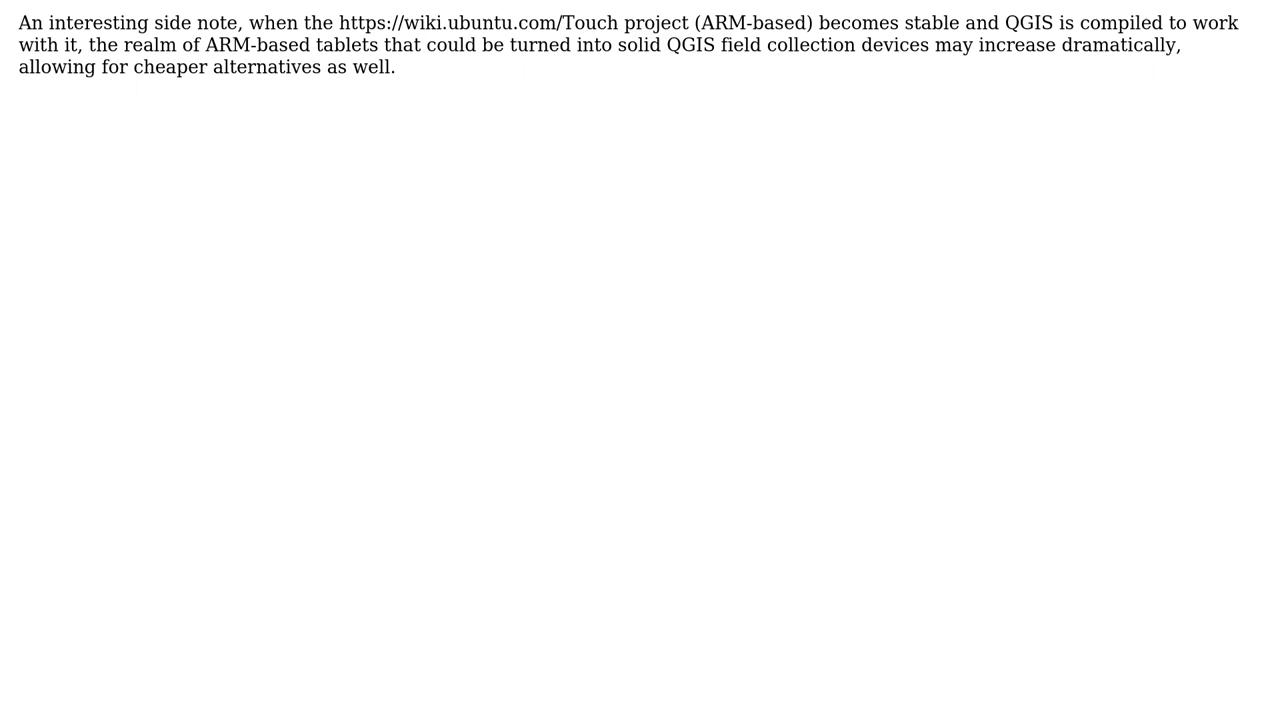 An interesting side note, when the https://wiki.ubuntu.com/Touch project (ARM-based) becomes stable and QGIS is compiled to work
with it, the realm of ARM-based tablets that could be turned into solid QGIS field collection devices may increase dramatically,
allowing for cheaper alternatives as well.